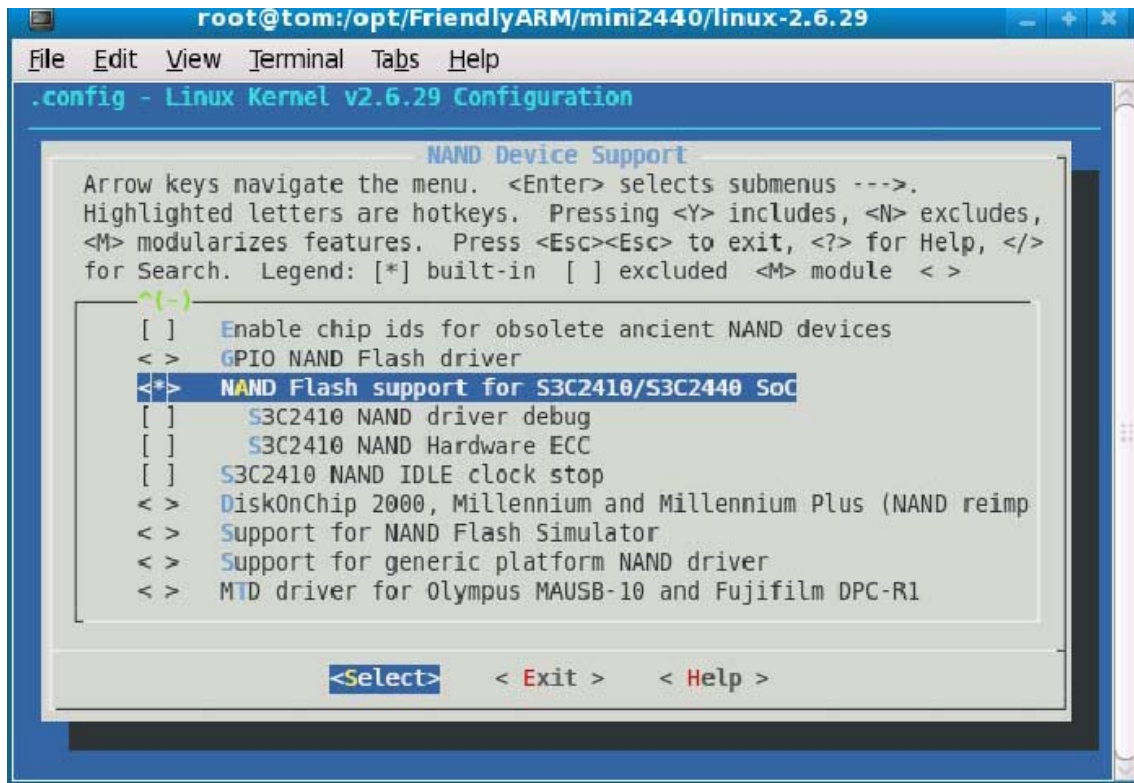 root@tom:/opt/FriendlyARM/mini2440/linux-2.6.29
File Edit View Terminal Tabs Help
.config - Linux Kernel v2.6.29 Configuration
NAND Device Support
Arrow keys navigate the menu. <Enter> selects submenus --->.
Highlighted letters are hotkeys. Pressing <Y> includes, <N> excludes,
<M> modularizes features. Press <Esc><Esc> to exit, <?> for Help, </>
for Search. Legend: [*] built-in [ ] excluded <M> module < >
^(-)
[ ] Enable chip ids for obsolete ancient NAND devices
< > GPIO NAND Flash driver
<*> NAND Flash support for S3C2410/S3C2440 SoC
[ ] S3C2410 NAND driver debug
[ ] S3C2410 NAND Hardware ECC
[ ] S3C2410 NAND IDLE clock stop
< > DiskOnChip 2000, Millennium and Millennium Plus (NAND reimp
< > Support for NAND Flash Simulator
< > Support for generic platform NAND driver
< > MTD driver for Olympus MAUSB-10 and Fujifilm DPC-R1
<Select> < Exit > < Help >